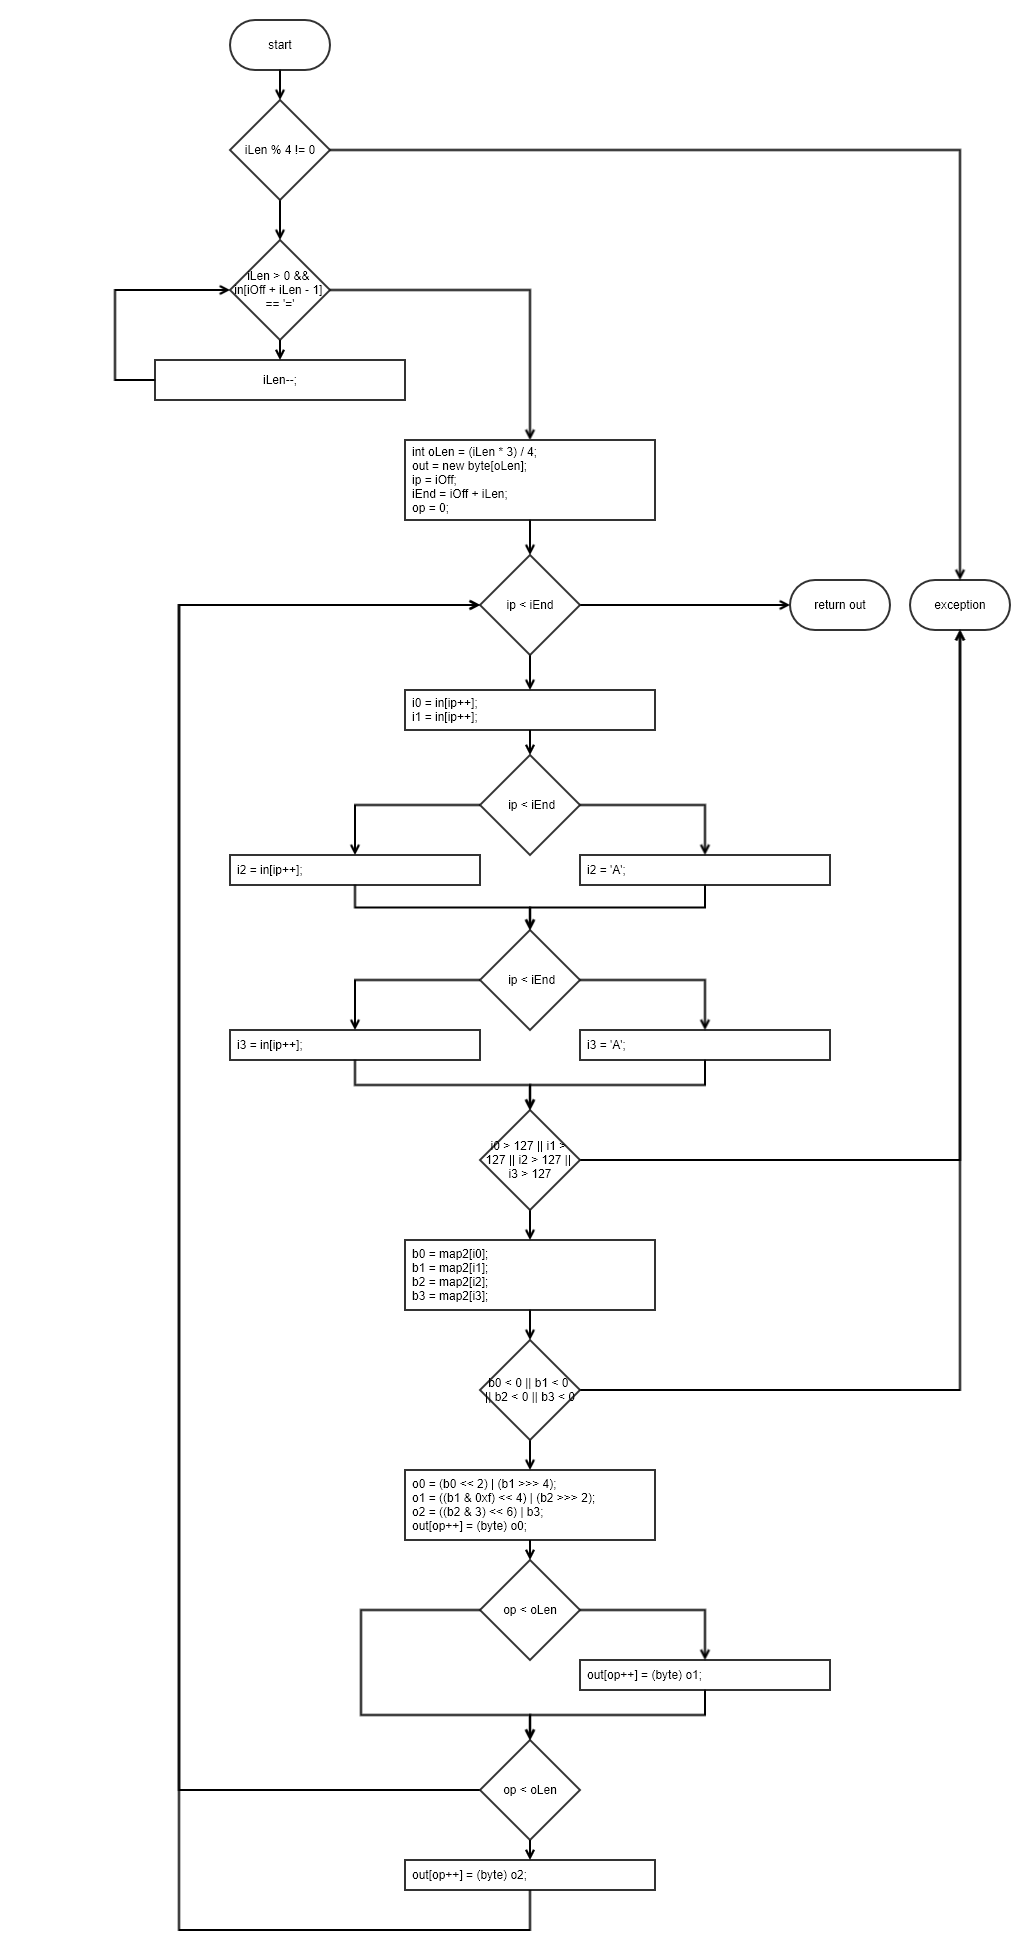 start
iLen % 4 != 0
iLen > 0 &&
in[iOff + iLen - 1]
== '='
iLen--;
int oLen = (iLen * 3) / 4;
out = new byte[oLen];
ip = iOff;
iEnd = iOff + iLen;
op = 0;
ip < iEnd
return out
exception
i0 = in[ip++];
i1 = in[ip++];
ip < iEnd
i2 = in[ip++];
i2 = 'A';
ip < iEnd
i3 = in[ip++];
i3 = 'A';
i0 > 127 || i1 >
127 || i2 > 127 ||
i3 > 127
b0 = map2[i0];
b1 = map2[i1];
b2 = map2[i2];
b3 = map2[i3];
b0 < 0 || b1 < 0
|| b2 < 0 || b3 < 0
o0 = (b0 << 2) | (b1 >>> 4);
o1 = ((b1 & 0xf) << 4) | (b2 >>> 2);
o2 = ((b2 & 3) << 6) | b3;
out[op++] = (byte) o0;
op < oLen
out[op++] = (byte) o1;
op < oLen
out[op++] = (byte) o2;